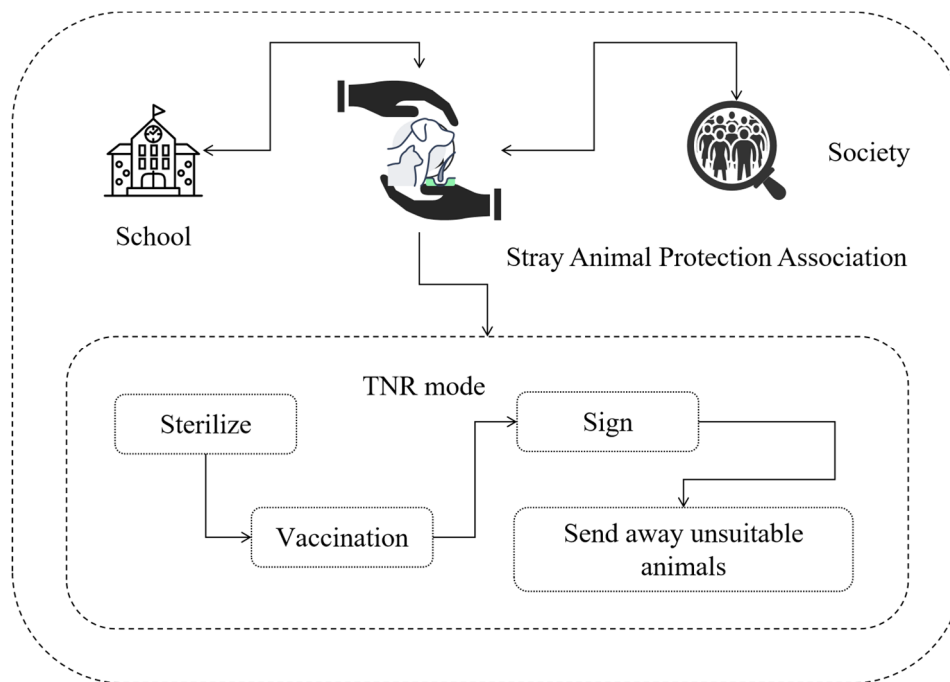 Society
School
Stray Animal Protection Association
TNR mode
Sterilize
Sign
Vaccination
Send away unsuitable
animals